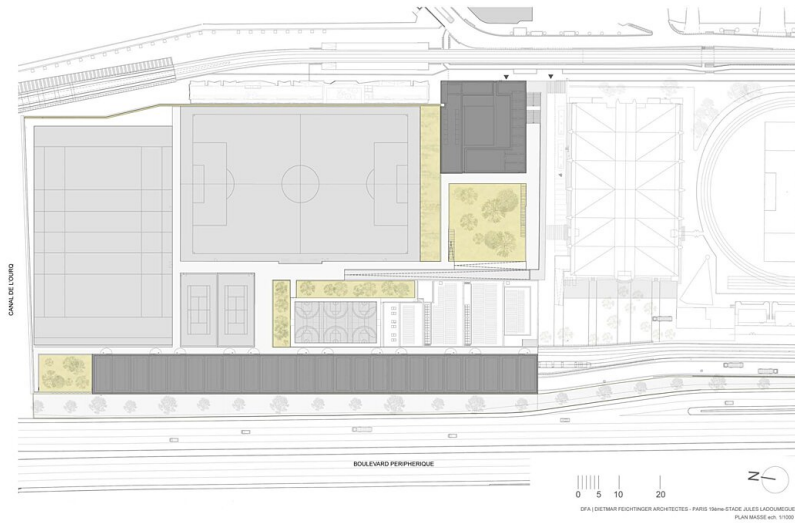 CANAL DE L'OURQ
BOULEVARD PERIPHERIQUE
N
0 5 10 20
DFA | DIETMAR FEICHTINGER ARCHITECTES - PARIS 19ème-STADE JULES LADOUMEGUE
PLAN MASSE ech. 1/1000